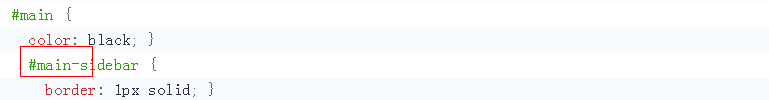 #main {
color: black; }
#main-sidebar {
border: 1px solid; }